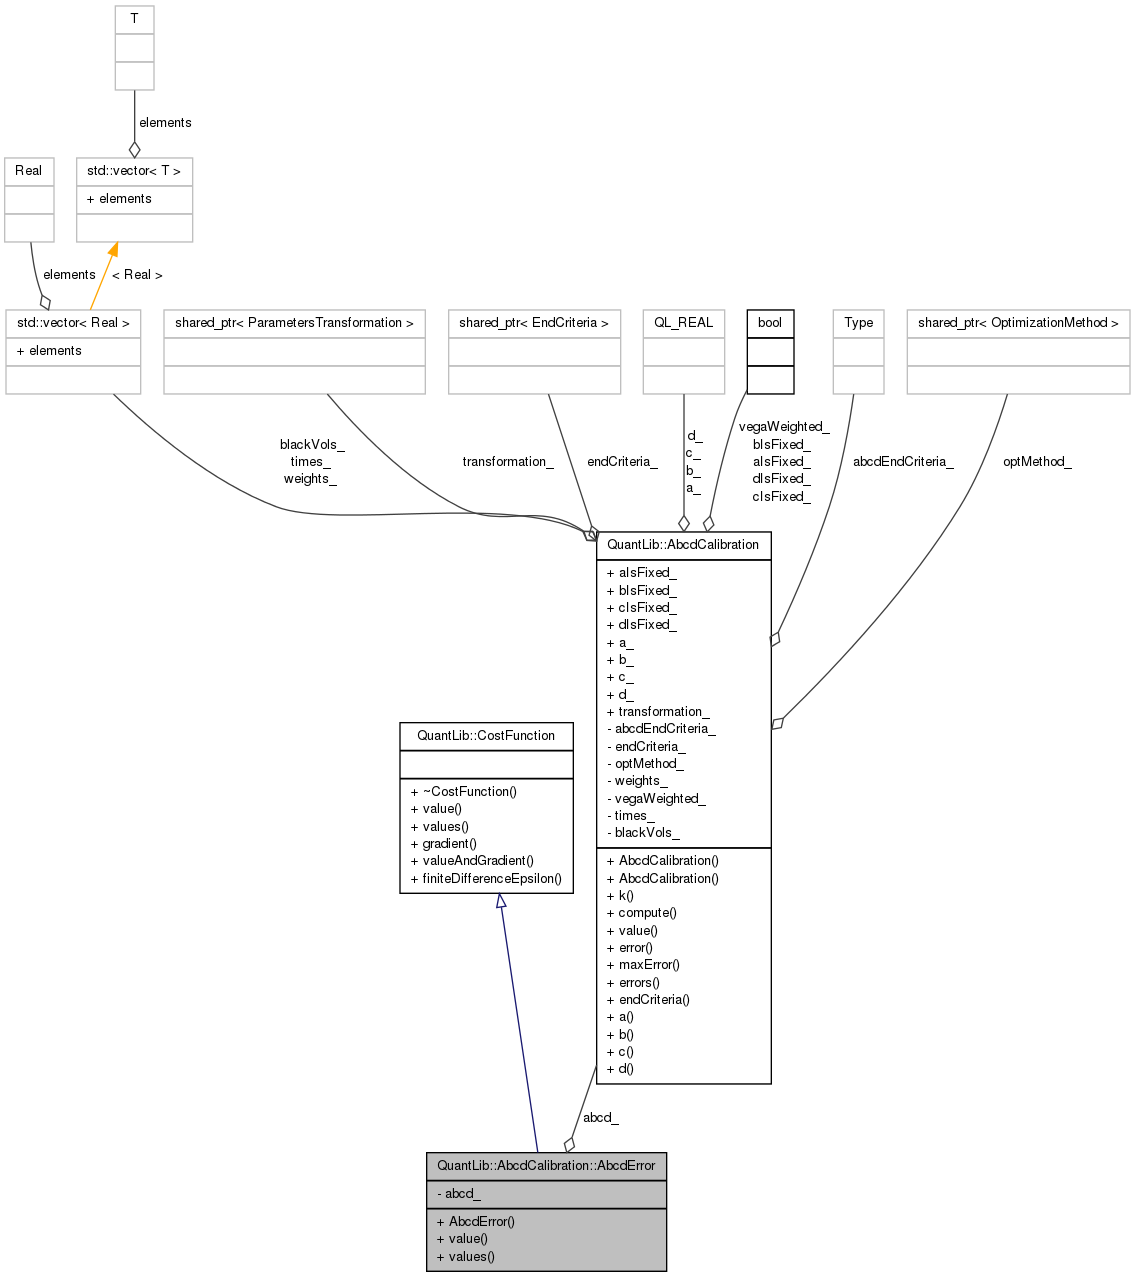 T
elements
Real
std::vector< T >
+ elements
elements
< Real >
std::vector< Real >
+ elements
shared_ptr< ParametersTransformation >
shared_ptr< EndCriteria >
QL_REAL
bool
Type
shared_ptr< OptimizationMethod >
blackVols_
times_
weights_
transformation_
endCriteria_
d_
c_
b_
a_
vegaWeighted_
bIsFixed_
aIsFixed_
dIsFixed_
cIsFixed_
abcdEndCriteria_
optMethod_
QuantLib::AbcdCalibration
+ aIsFixed_
+ bIsFixed_
+ cIsFixed_
+ dIsFixed_
+ a_
+ b_
+ c_
+ d_
+ transformation_
- abcdEndCriteria_
- endCriteria_
- optMethod_
- weights_
- vegaWeighted_
- times_
- blackVols_
+ AbcdCalibration()
+ AbcdCalibration()
+ k()
+ compute()
+ value()
+ error()
+ maxError()
+ errors()
+ endCriteria()
+ a()
+ b()
+ c()
+ d()
QuantLib::CostFunction
+ ~CostFunction()
+ value()
+ values()
+ gradient()
+ valueAndGradient()
+ finiteDifferenceEpsilon()
abcd_
QuantLib::AbcdCalibration::AbcdError
- abcd_
+ AbcdError()
+ value()
+ values()